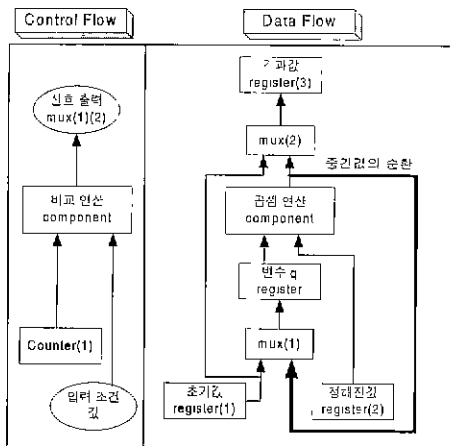 Control Flow
Data Flow
신호 출력
mux(1)(2)
비교 연산
component
Counter(1)
입력 조건
값
결과값
register(3)
mux(2)
중간값의 순환
곱셈 연산
component
변수 q
register
mux(1)
초기값
register(1)
정해진값
register(2)